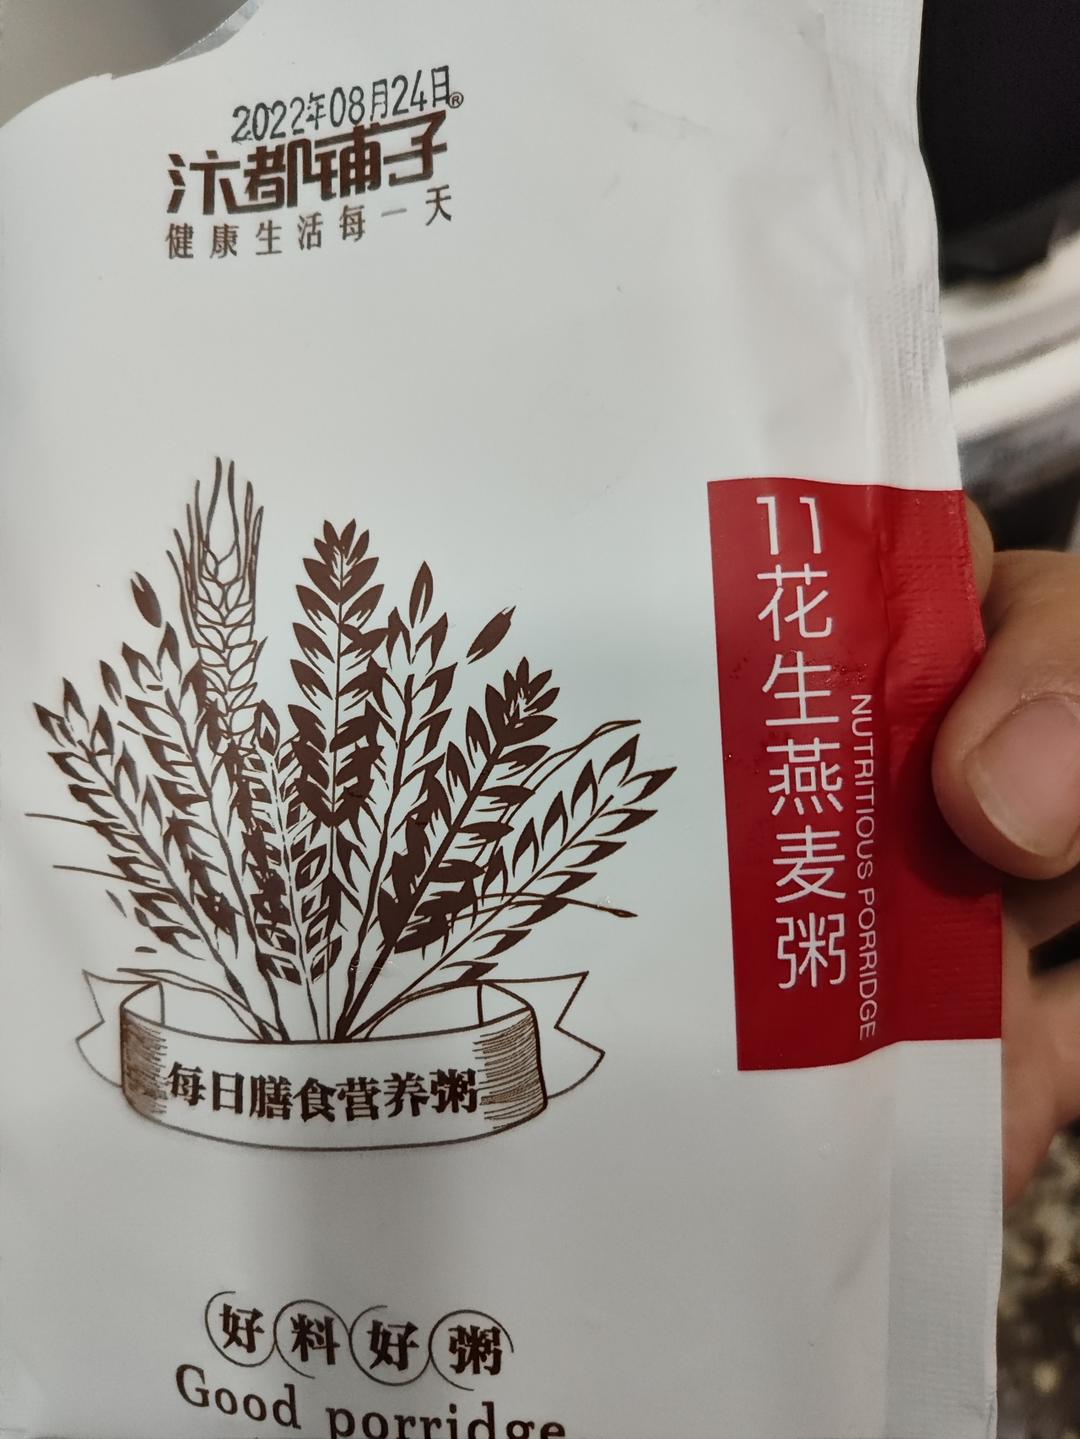 2022年08月24日
汴都铺子®
健康生活每一天
11
花生燕麦粥
NUTRITIOUS PORRIDGE
每日膳食营养粥
好料好粥
Good porridge